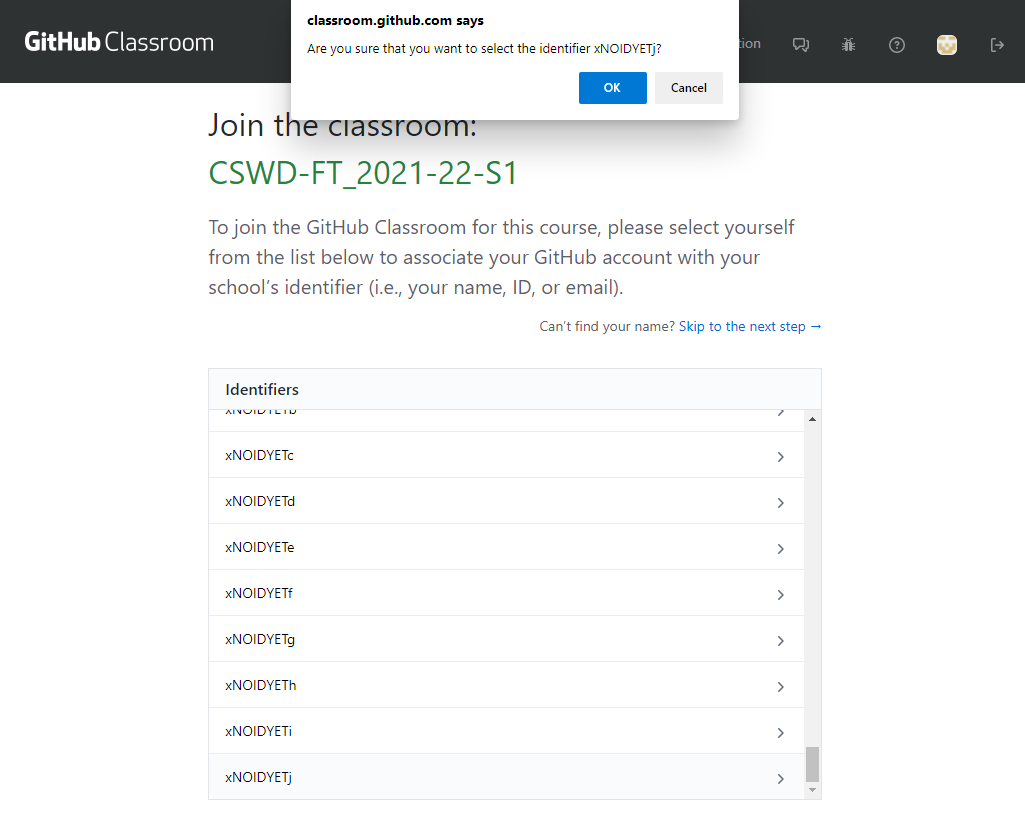 classroom.github.com says
Are you sure that you want to select the identifier xNOIDYETj?
OK
Cancel
GitHub Classroom
tion
Join the classroom:
CSWD-FT_2021-22-S1
To join the GitHub Classroom for this course, please select yourself
from the list below to associate your GitHub account with your
school’s identifier (i.e., your name, ID, or email).
Can’t find your name? Skip to the next step →
Identifiers
xNOIDYETb
xNOIDYETc
xNOIDYETd
xNOIDYETe
xNOIDYETf
xNOIDYETg
xNOIDYETh
xNOIDYETi
xNOIDYETj